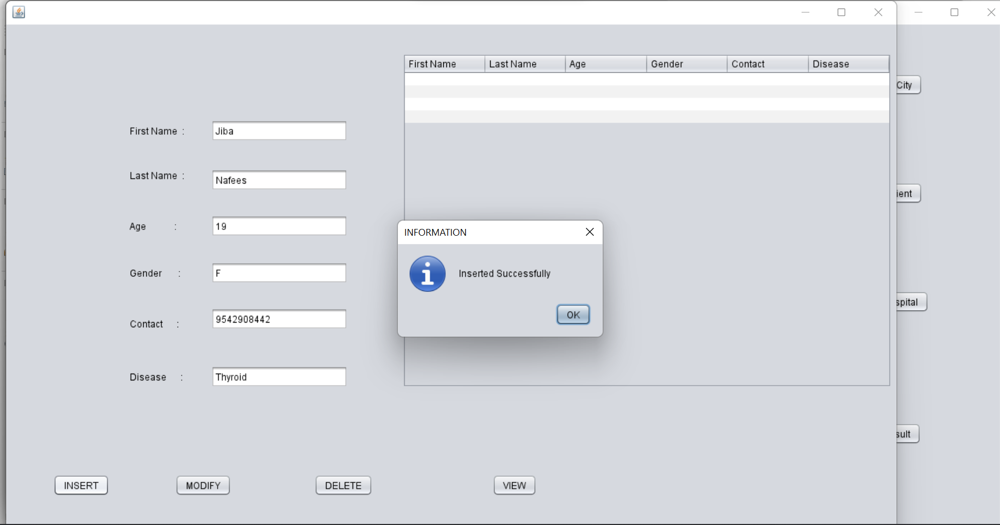 First Name Last Name Age Gender Contact Disease
City
First Name : Jiba
Last Name : Nafees
ient
Age : 19
INFORMATION
Gender : F
Inserted Successfully
spital
OK
Contact : 9542908442
Disease : Thyroid
sult
INSERT MODIFY DELETE VIEW